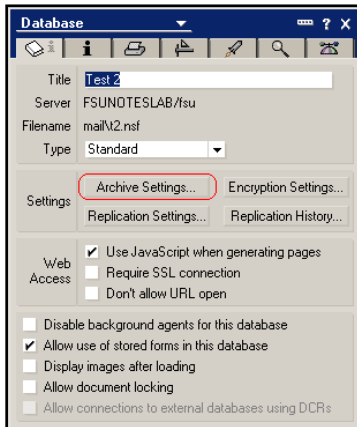 Database
? X
i
Title Test 2
Server FSUNOTESLAB/fsu
Filename mail\t2.nsf
Type Standard
Settings
Archive Settings... Encryption Settings...
Replication Settings... Replication History...
Web Access
Use JavaScript when generating pages
Require SSL connection
Don't allow URL open
Disable background agents for this database
Allow use of stored forms in this database
Display images after loading
Allow document locking
Allow connections to external databases using DCRs